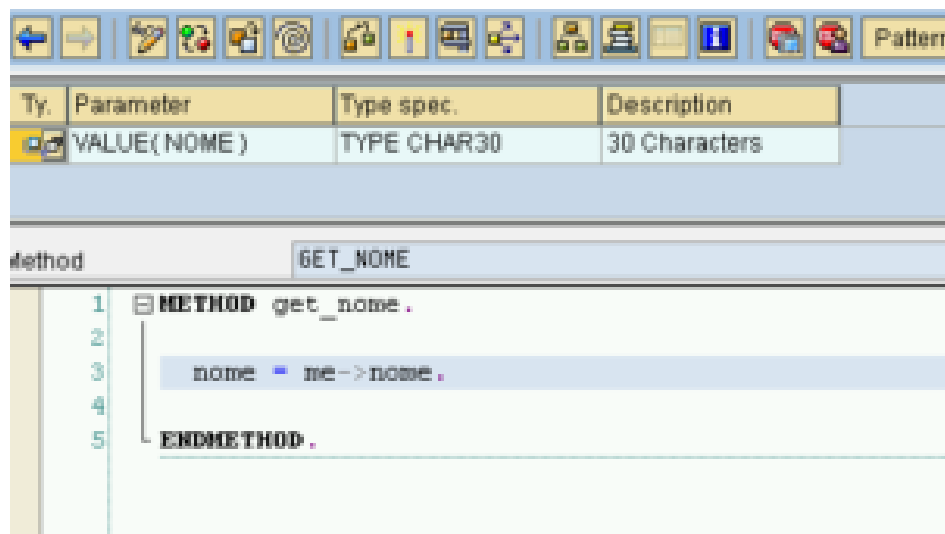 Pattern
Ty. Parameter Type spec. Description
VALUE( NOME ) TYPE CHAR30 30 Characters
Method GET_NOME
1 METHOD get_nome.
2
3 nome = me->nome.
4
5 ENDMETHOD.